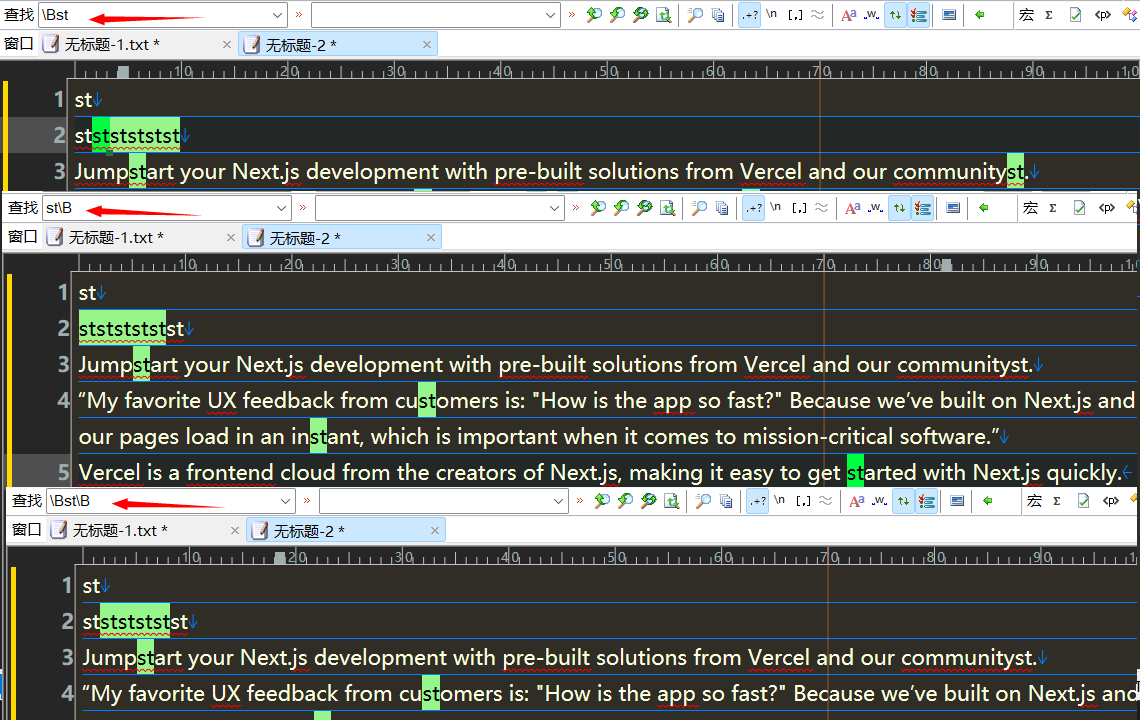 查找 \Bst
窗口 无标题-1.txt * 无标题-2 *
10 20 30 40 50 60 70 80 90 10
1 st
2 stststststst
3 Jumpstart your Next.js development with pre-built solutions from Vercel and our communityst.
查找 st\B
窗口 无标题-1.txt * 无标题-2 *
10 20 30 40 50 60 70 80 90
1 st
2 stststststst
3 Jumpstart your Next.js development with pre-built solutions from Vercel and our communityst.
4 “My favorite UX feedback from customers is: "How is the app so fast?" Because we’ve built on Next.js and
our pages load in an instant, which is important when it comes to mission-critical software.”
5 Vercel is a frontend cloud from the creators of Next.js, making it easy to get started with Next.js quickly.
查找 \Bst\B
窗口 无标题-1.txt * 无标题-2 *
10 20 30 40 50 60 70 80 90
1 st
2 stststststst
3 Jumpstart your Next.js development with pre-built solutions from Vercel and our communityst.
4 “My favorite UX feedback from customers is: "How is the app so fast?" Because we’ve built on Next.js and